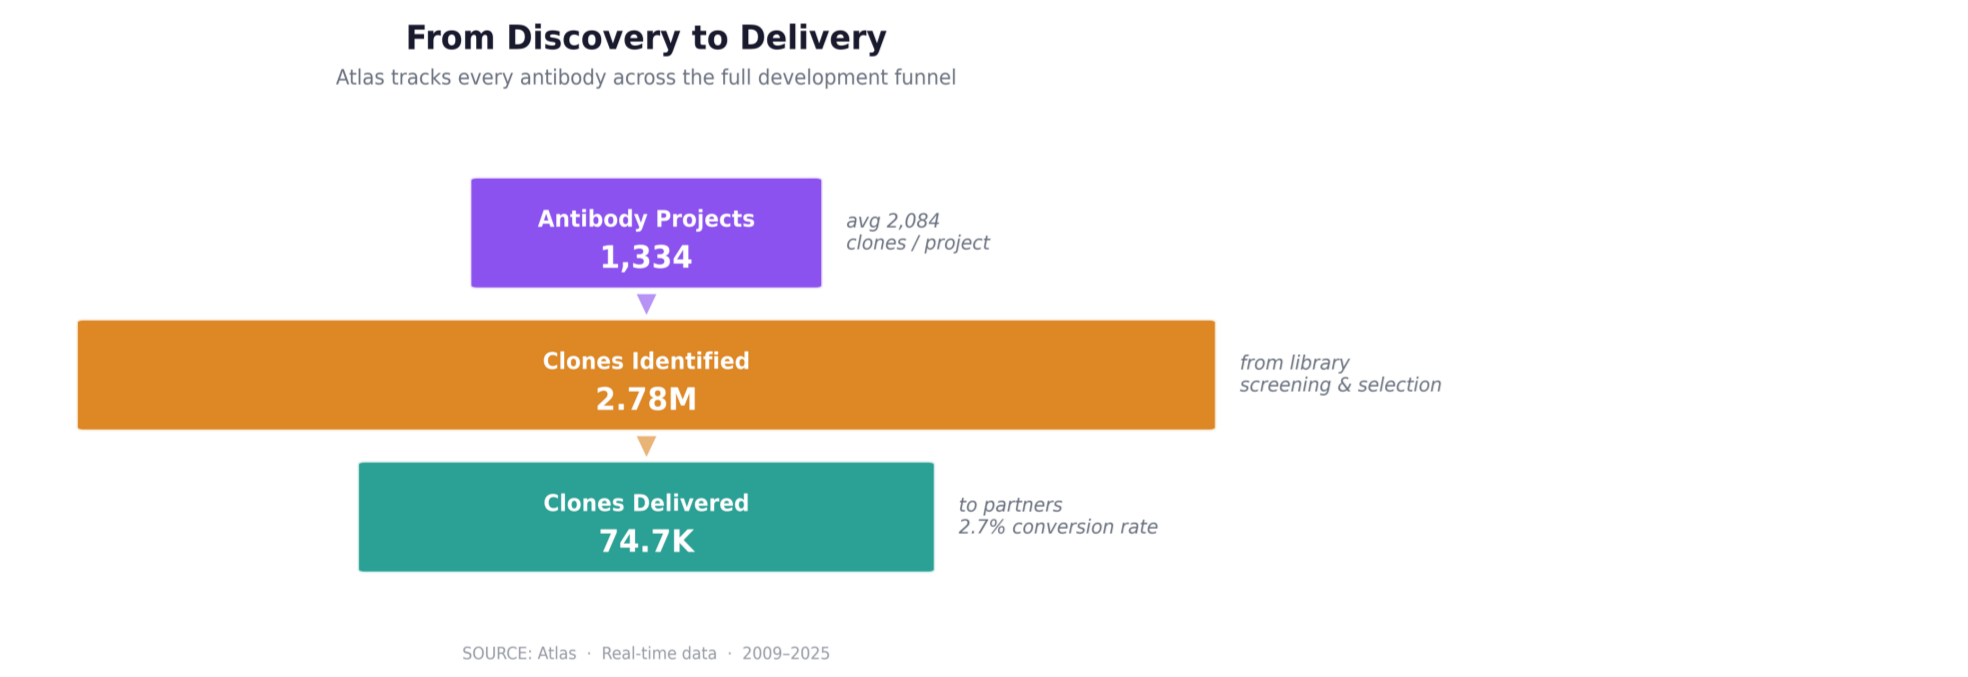 From Discovery to Delivery
Atlas tracks every antibody across the full development funnel
Antibody Projects
1,334
avg 2,084
clones / project
Clones Identified
2.78M
from library
screening & selection
Clones Delivered
74.7K
to partners
2.7% conversion rate
SOURCE: Atlas · Real-time data · 2009–2025